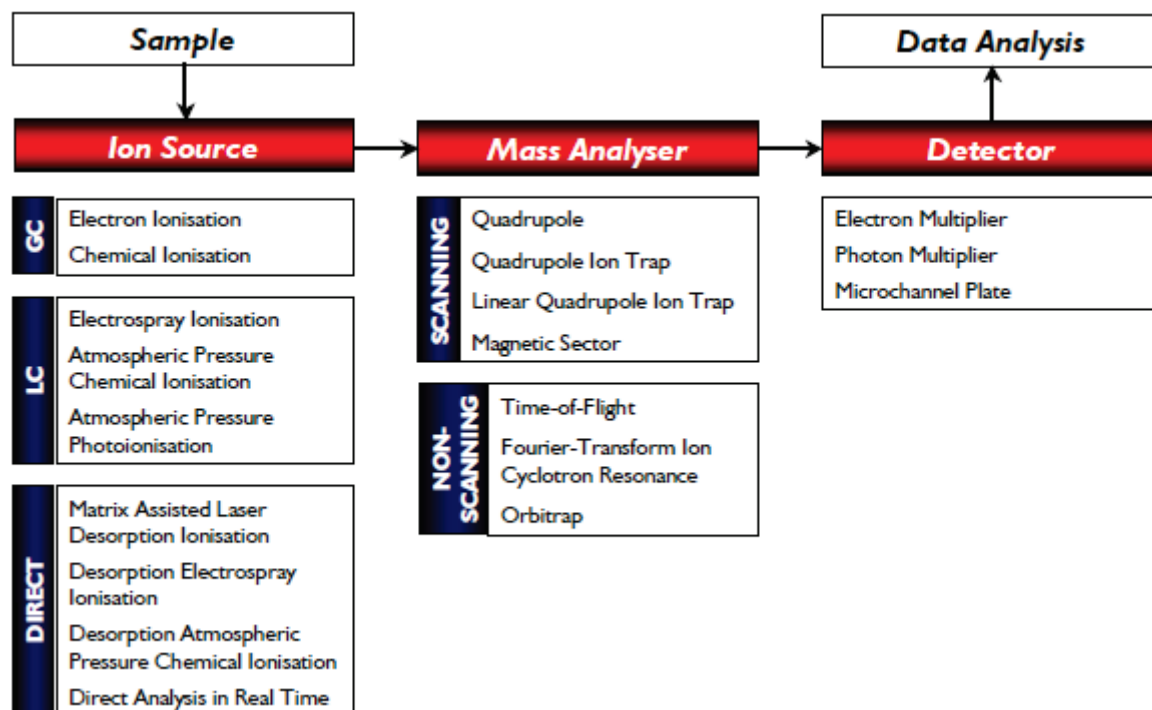 Sample
Data Analysis
Ion Source
Mass Analyser
Detector
GC
Electron Ionisation
Chemical Ionisation
LC
Electrospray Ionisation
Atmospheric Pressure
Chemical Ionisation
Atmospheric Pressure
Photoionisation
DIRECT
Matrix Assisted Laser
Desorption Ionisation
Desorption Electrospray
Ionisation
Desorption Atmospheric
Pressure Chemical Ionisation
Direct Analysis in Real Time
SCANNING
Quadrupole
Quadrupole Ion Trap
Linear Quadrupole Ion Trap
Magnetic Sector
NON-
SCANNING
Time-of-Flight
Fourier-Transform Ion
Cyclotron Resonance
Orbitrap
Electron Multiplier
Photon Multiplier
Microchannel Plate